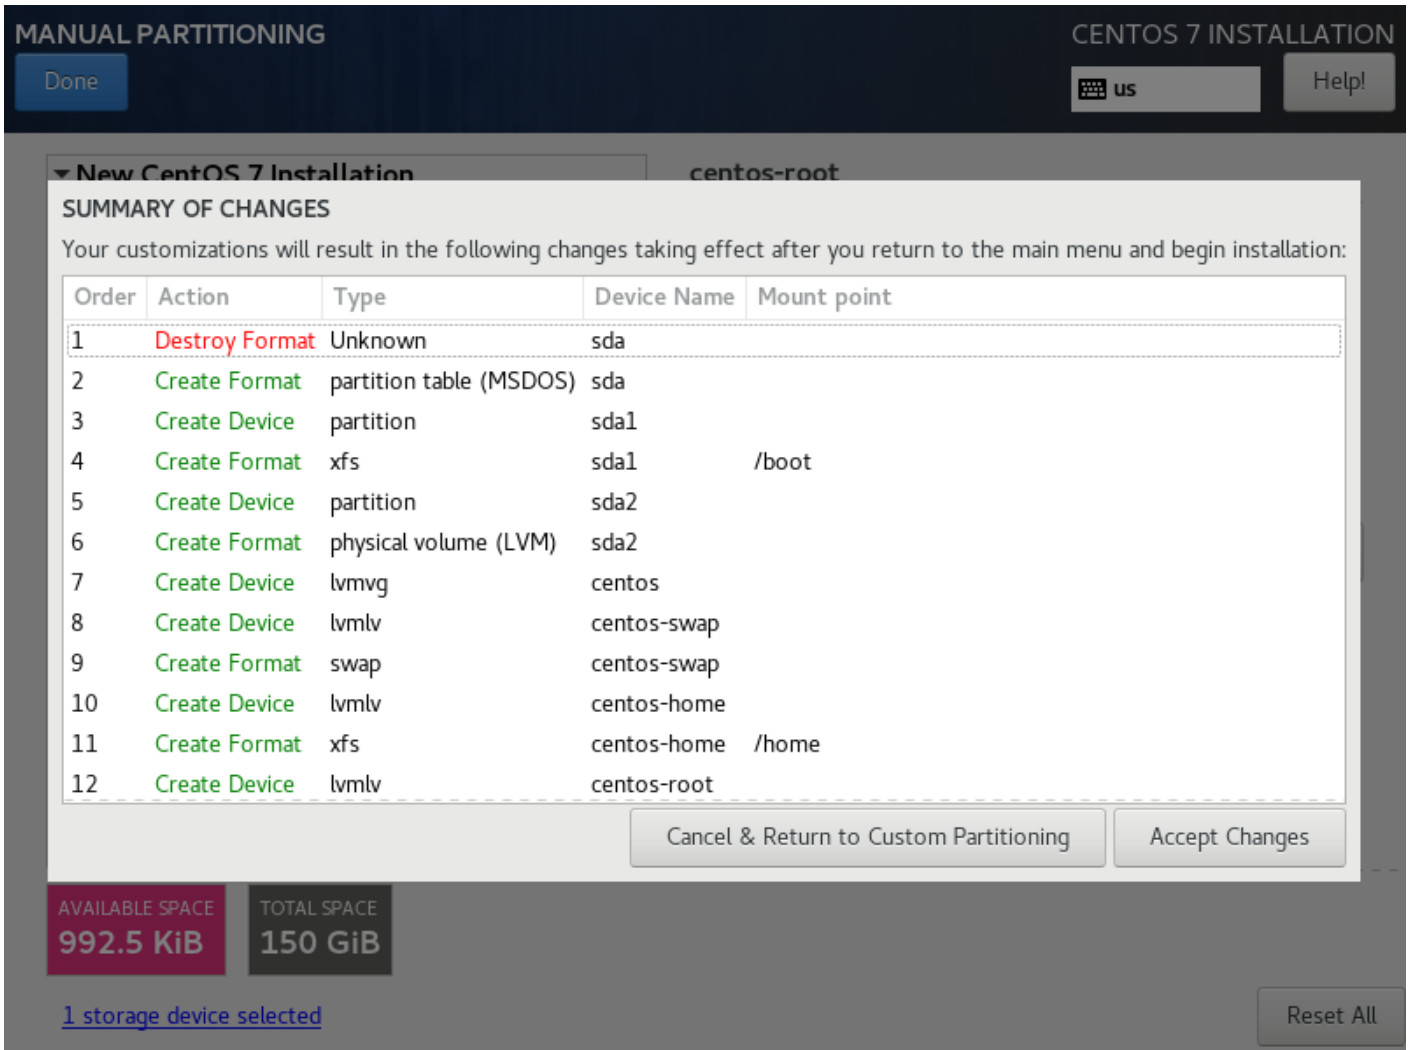 MANUAL PARTITIONING
CENTOS 7 INSTALLATION
Done
us
Help!
New CentOS 7 Installation
centos-root
SUMMARY OF CHANGES
Your customizations will result in the following changes taking effect after you return to the main menu and begin installation:
Order Action Type Device Name Mount point
1 Destroy Format Unknown sda
2 Create Format partition table (MSDOS) sda
3 Create Device partition sda1
4 Create Format xfs sda1 /boot
5 Create Device partition sda2
6 Create Format physical volume (LVM) sda2
7 Create Device lvmvg centos
8 Create Device lvmlv centos-swap
9 Create Format swap centos-swap
10 Create Device lvmlv centos-home
11 Create Format xfs centos-home /home
12 Create Device lvmlv centos-root
Cancel & Return to Custom Partitioning
Accept Changes
AVAILABLE SPACE
992.5 KiB
TOTAL SPACE
150 GiB
1 storage device selected
Reset All